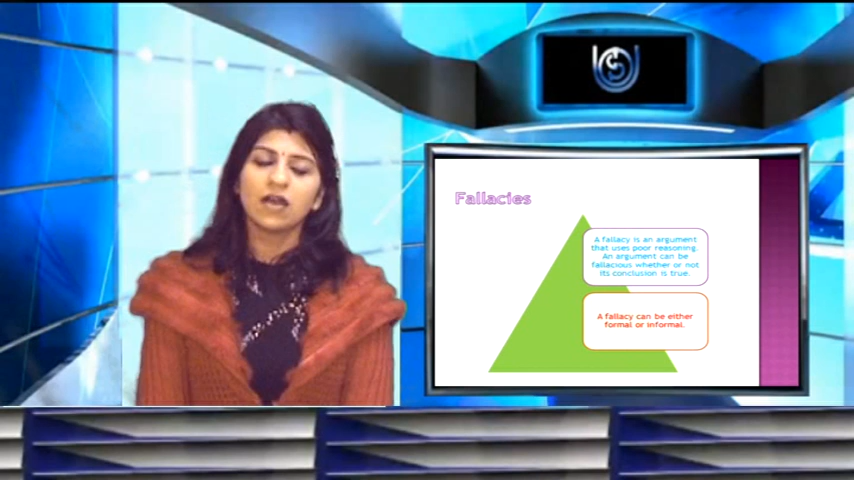 Fallacies
A fallacy is an argument
that uses poor reasoning.
An argument can be
fallacious whether or not
its conclusion is true.
A fallacy can be either
formal or informal.